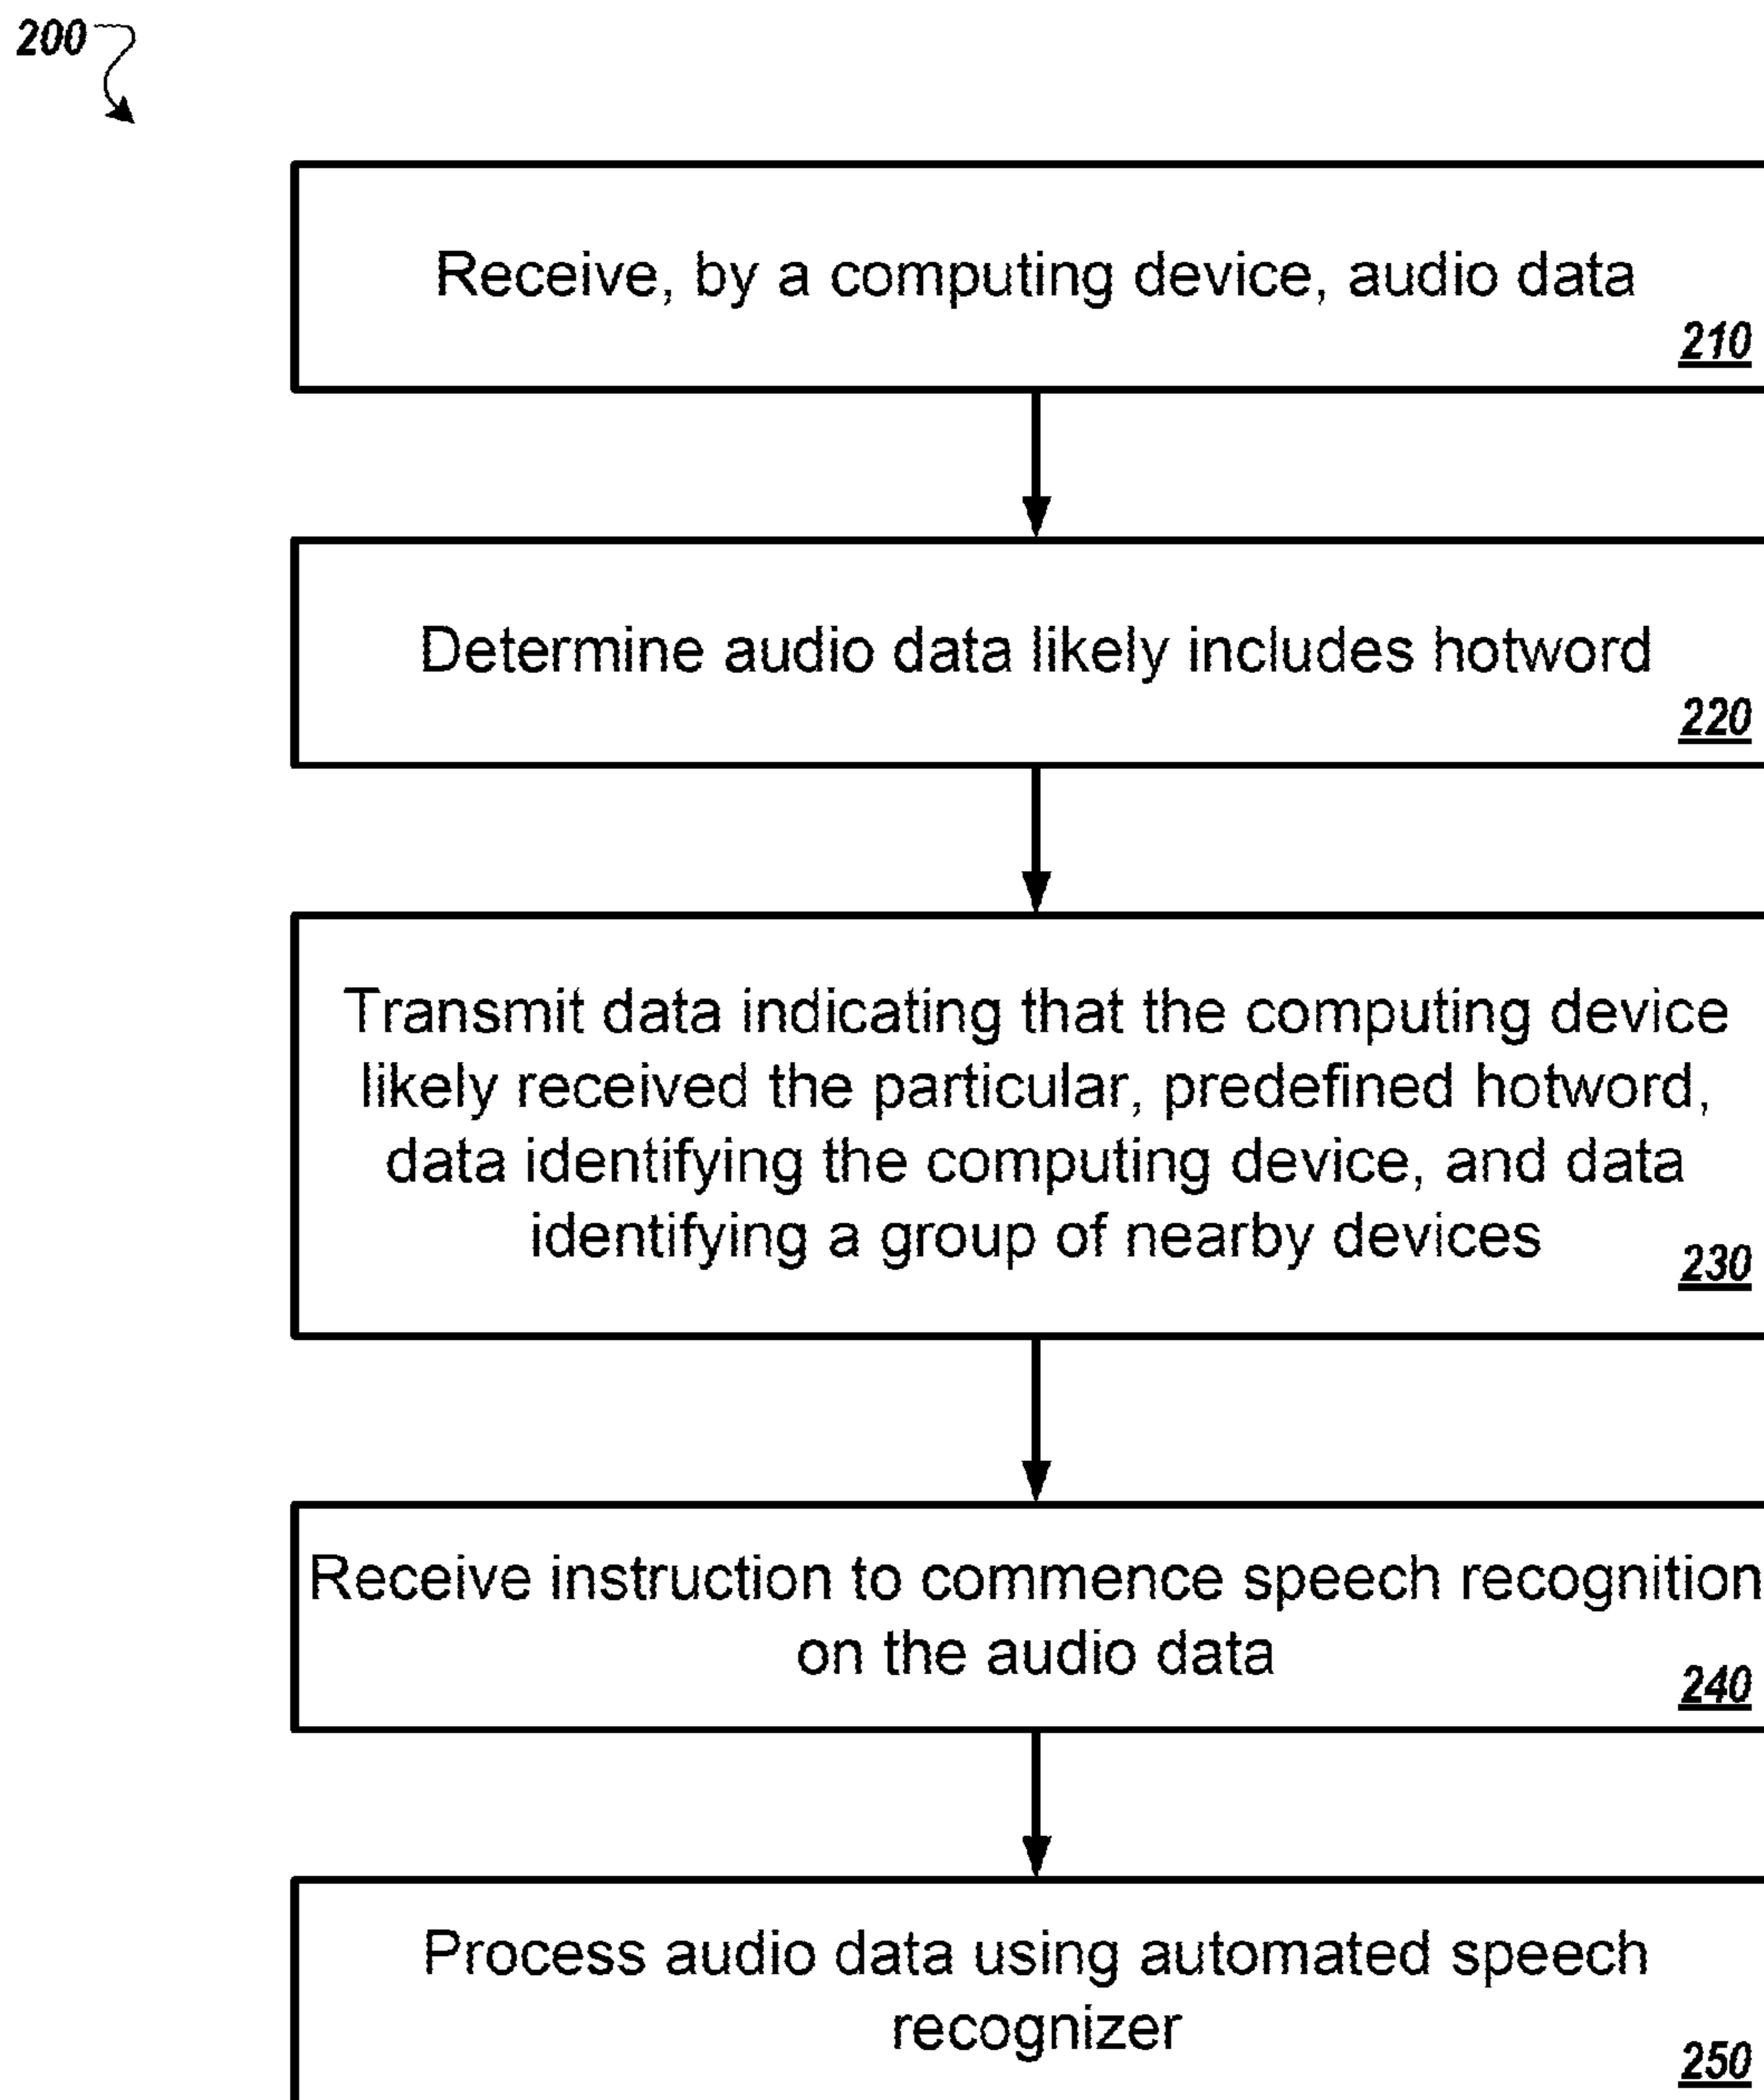 200
Receive, by a computing device, audio data
210
Determine audio data likely includes hotword
220
Transmit data indicating that the computing device
likely received the particular, predefined hotword,
data identifying the computing device, and data
identifying a group of nearby devices
230
Receive instruction to commence speech recognition
on the audio data
240
Process audio data using automated speech
recognizer
250